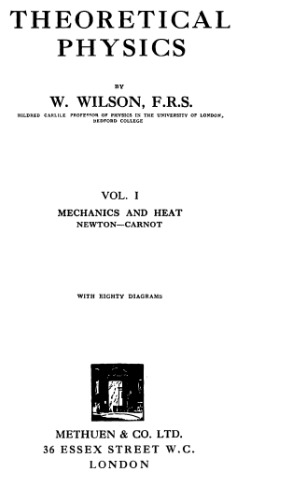 THEORETICAL
PHYSICS
BY
W. WILSON, F.R.S.
HILDRED CARLILE PROFESSOR OF PHYSICS IN THE UNIVERSITY OF LONDON,
BEDFORD COLLEGE
VOL. I
MECHANICS AND HEAT
NEWTON—CARNOT
WITH EIGHTY DIAGRAMS
METHUEN & CO. LTD.
36 ESSEX STREET W.C.
LONDON